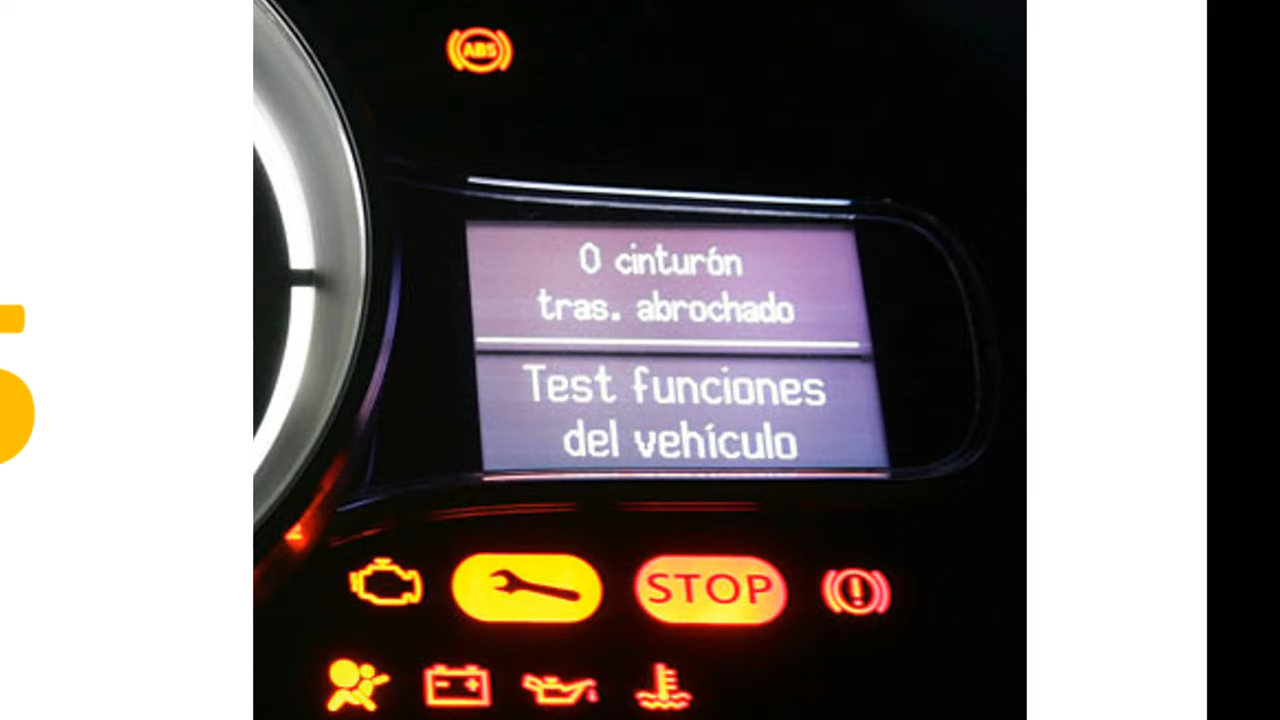 ABS
0 cinturón
tras. abrochado
Test funciones
del vehículo
STOP